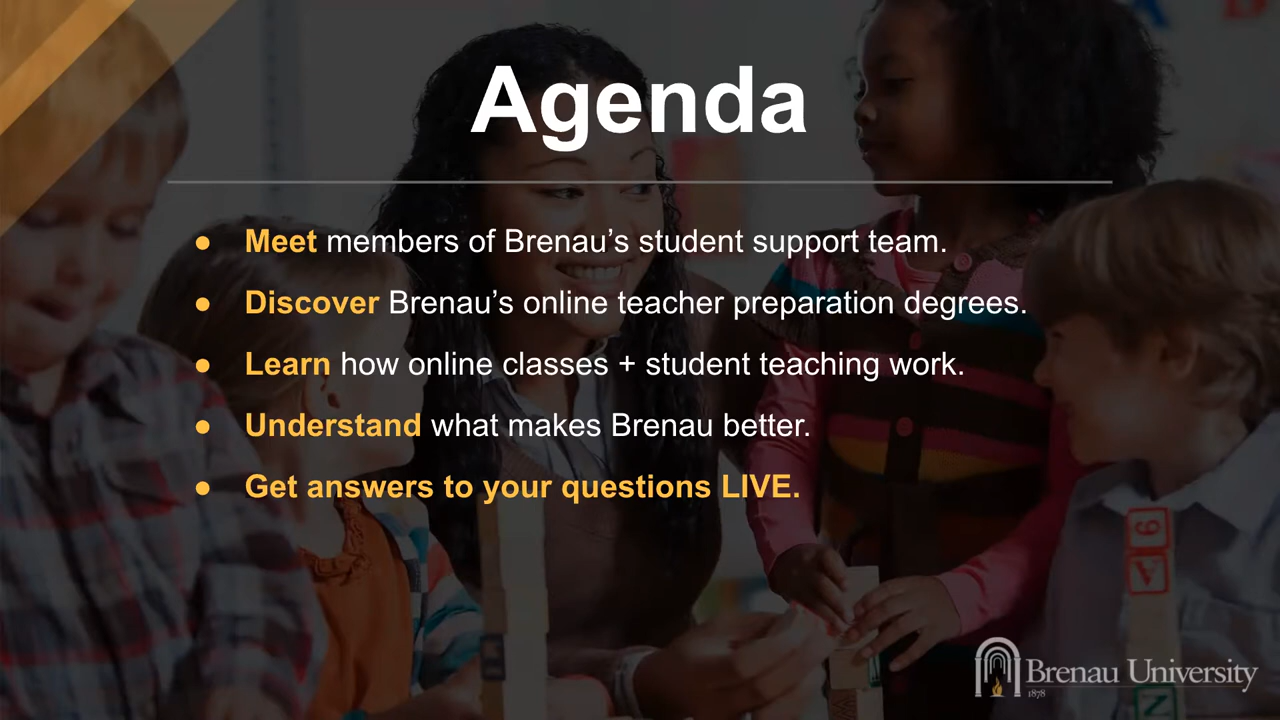 Agenda
● Meet members of Brenau’s student support team.
● Discover Brenau’s online teacher preparation degrees.
● Learn how online classes + student teaching work.
● Understand what makes Brenau better.
● Get answers to your questions LIVE.
Brenau University
1878